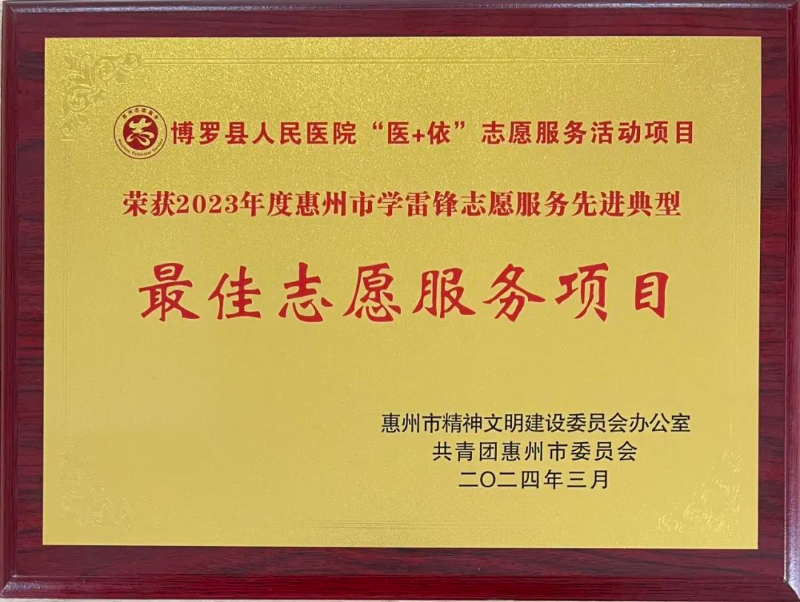 博罗县人民医院“医+依”志愿服务活动项目
荣获2023年度惠州市学雷锋志愿服务先进典型
最佳志愿服务项目
惠州市精神文明建设委员会办公室
共青团惠州市委员会
二〇二四年三月